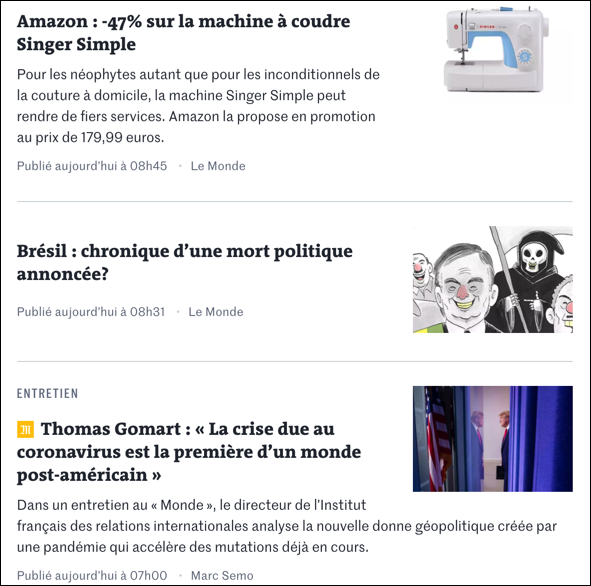 Amazon : -47% sur la machine à coudre
Singer Simple
Pour les néophytes autant que pour les inconditionnels de
la couture à domicile, la machine Singer Simple peut
rendre de fiers services. Amazon la propose en promotion
au prix de 179,99 euros.
Publié aujourd’hui à 08h45 • Le Monde
SINGER
Brésil : chronique d’une mort politique
annoncée?
Publié aujourd’hui à 08h31 • Le Monde
ENTRETIEN
M Thomas Gomart : « La crise due au
coronavirus est la première d’un monde
post-américain »
Dans un entretien au « Monde », le directeur de l’Institut
français des relations internationales analyse la nouvelle donne géopolitique créée par
une pandémie qui accélère des mutations déjà en cours.
Publié aujourd’hui à 07h00 • Marc Semo